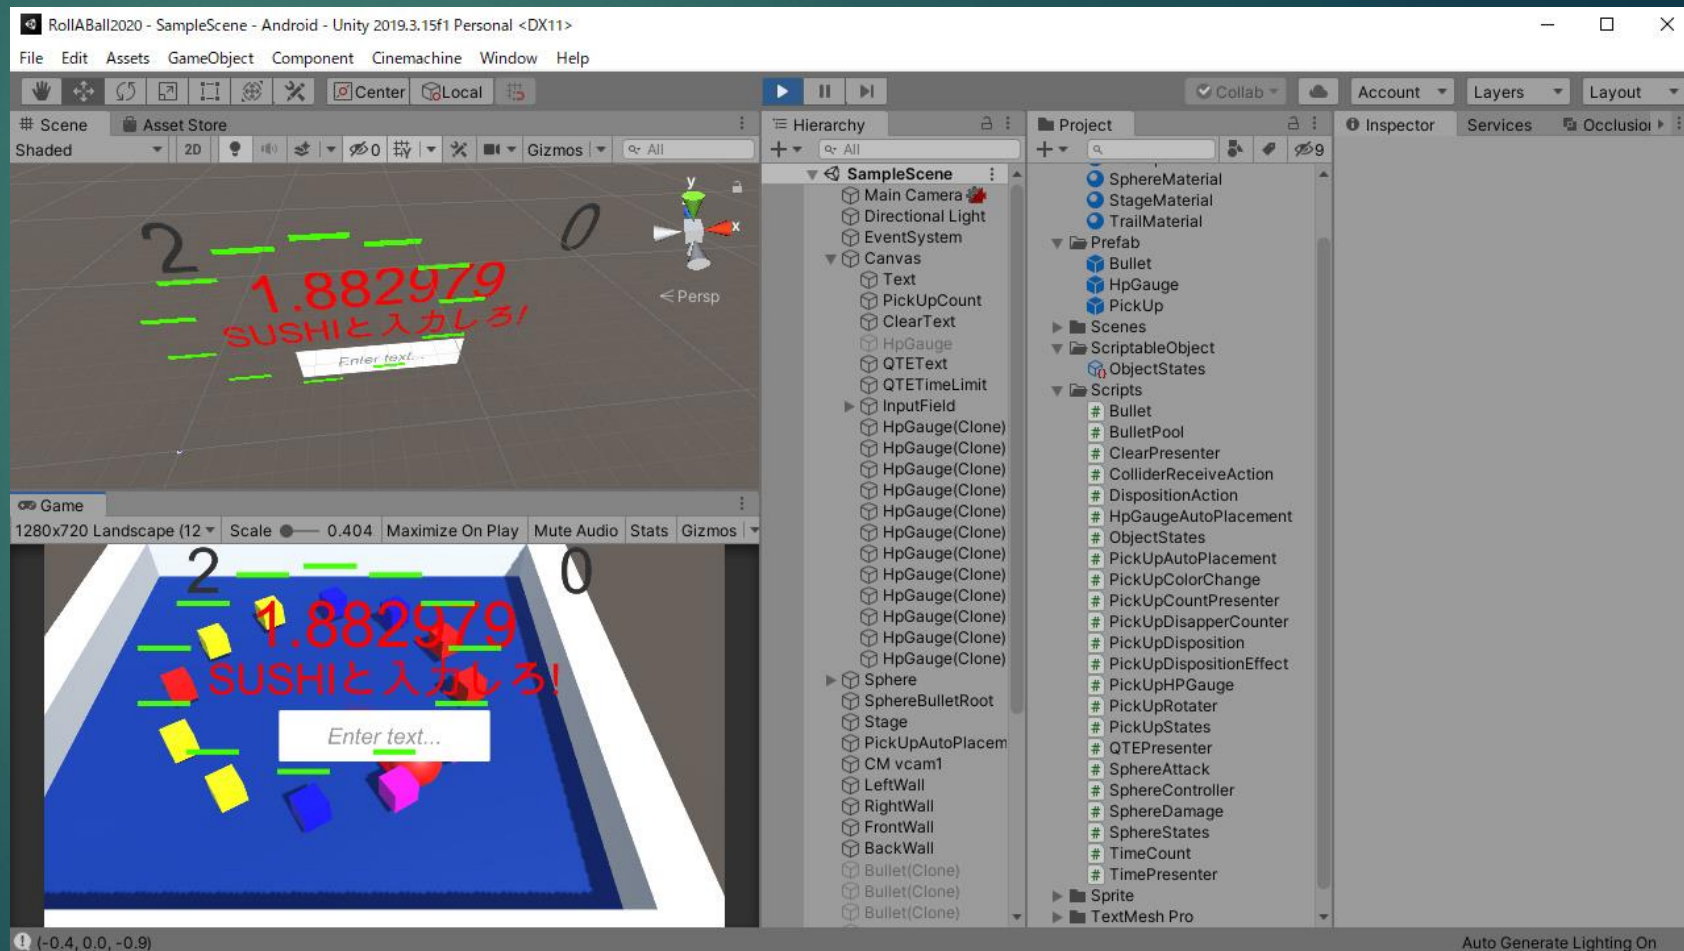 RollABall2020 - SampleScene - Android - Unity 2019.3.15f1 Personal <DX11>
File Edit Assets GameObject Component Cinemachine Window Help
Center Local
Collab Account Layers Layout
Scene Asset Store
Shaded 2D 0 Gizmos All
y
x
Persp
2 0
1.882979
SUSHIと入力しろ!
Enter text...
Game
1280x720 Landscape (12 Scale 0.404 Maximize On Play Mute Audio Stats Gizmos
2 0
1.882979
SUSHIと入力しろ!
Enter text...
Hierarchy
All
SampleScene
Main Camera
Directional Light
EventSystem
Canvas
Text
PickUpCount
ClearText
HpGauge
QTEText
QTETimeLimit
InputField
HpGauge(Clone)
HpGauge(Clone)
HpGauge(Clone)
HpGauge(Clone)
HpGauge(Clone)
HpGauge(Clone)
HpGauge(Clone)
HpGauge(Clone)
HpGauge(Clone)
HpGauge(Clone)
HpGauge(Clone)
HpGauge(Clone)
Sphere
SphereBulletRoot
Stage
PickUpAutoPlacem
CM vcam1
LeftWall
RightWall
FrontWall
BackWall
Bullet(Clone)
Bullet(Clone)
Bullet(Clone)
Project
9
SphereMaterial
StageMaterial
TrailMaterial
Prefab
Bullet
HpGauge
PickUp
Scenes
ScriptableObject
ObjectStates
Scripts
Bullet
BulletPool
ClearPresenter
ColliderReceiveAction
DispositionAction
HpGaugeAutoPlacement
ObjectStates
PickUpAutoPlacement
PickUpColorChange
PickUpCountPresenter
PickUpDisapperCounter
PickUpDisposition
PickUpDispositionEffect
PickUpHPGauge
PickUpRotater
PickUpStates
QTEPresenter
SphereAttack
SphereController
SphereDamage
SphereStates
TimeCount
TimePresenter
Sprite
TextMesh Pro
Inspector Services Occlusion
(-0.4, 0.0, -0.9)
Auto Generate Lighting On